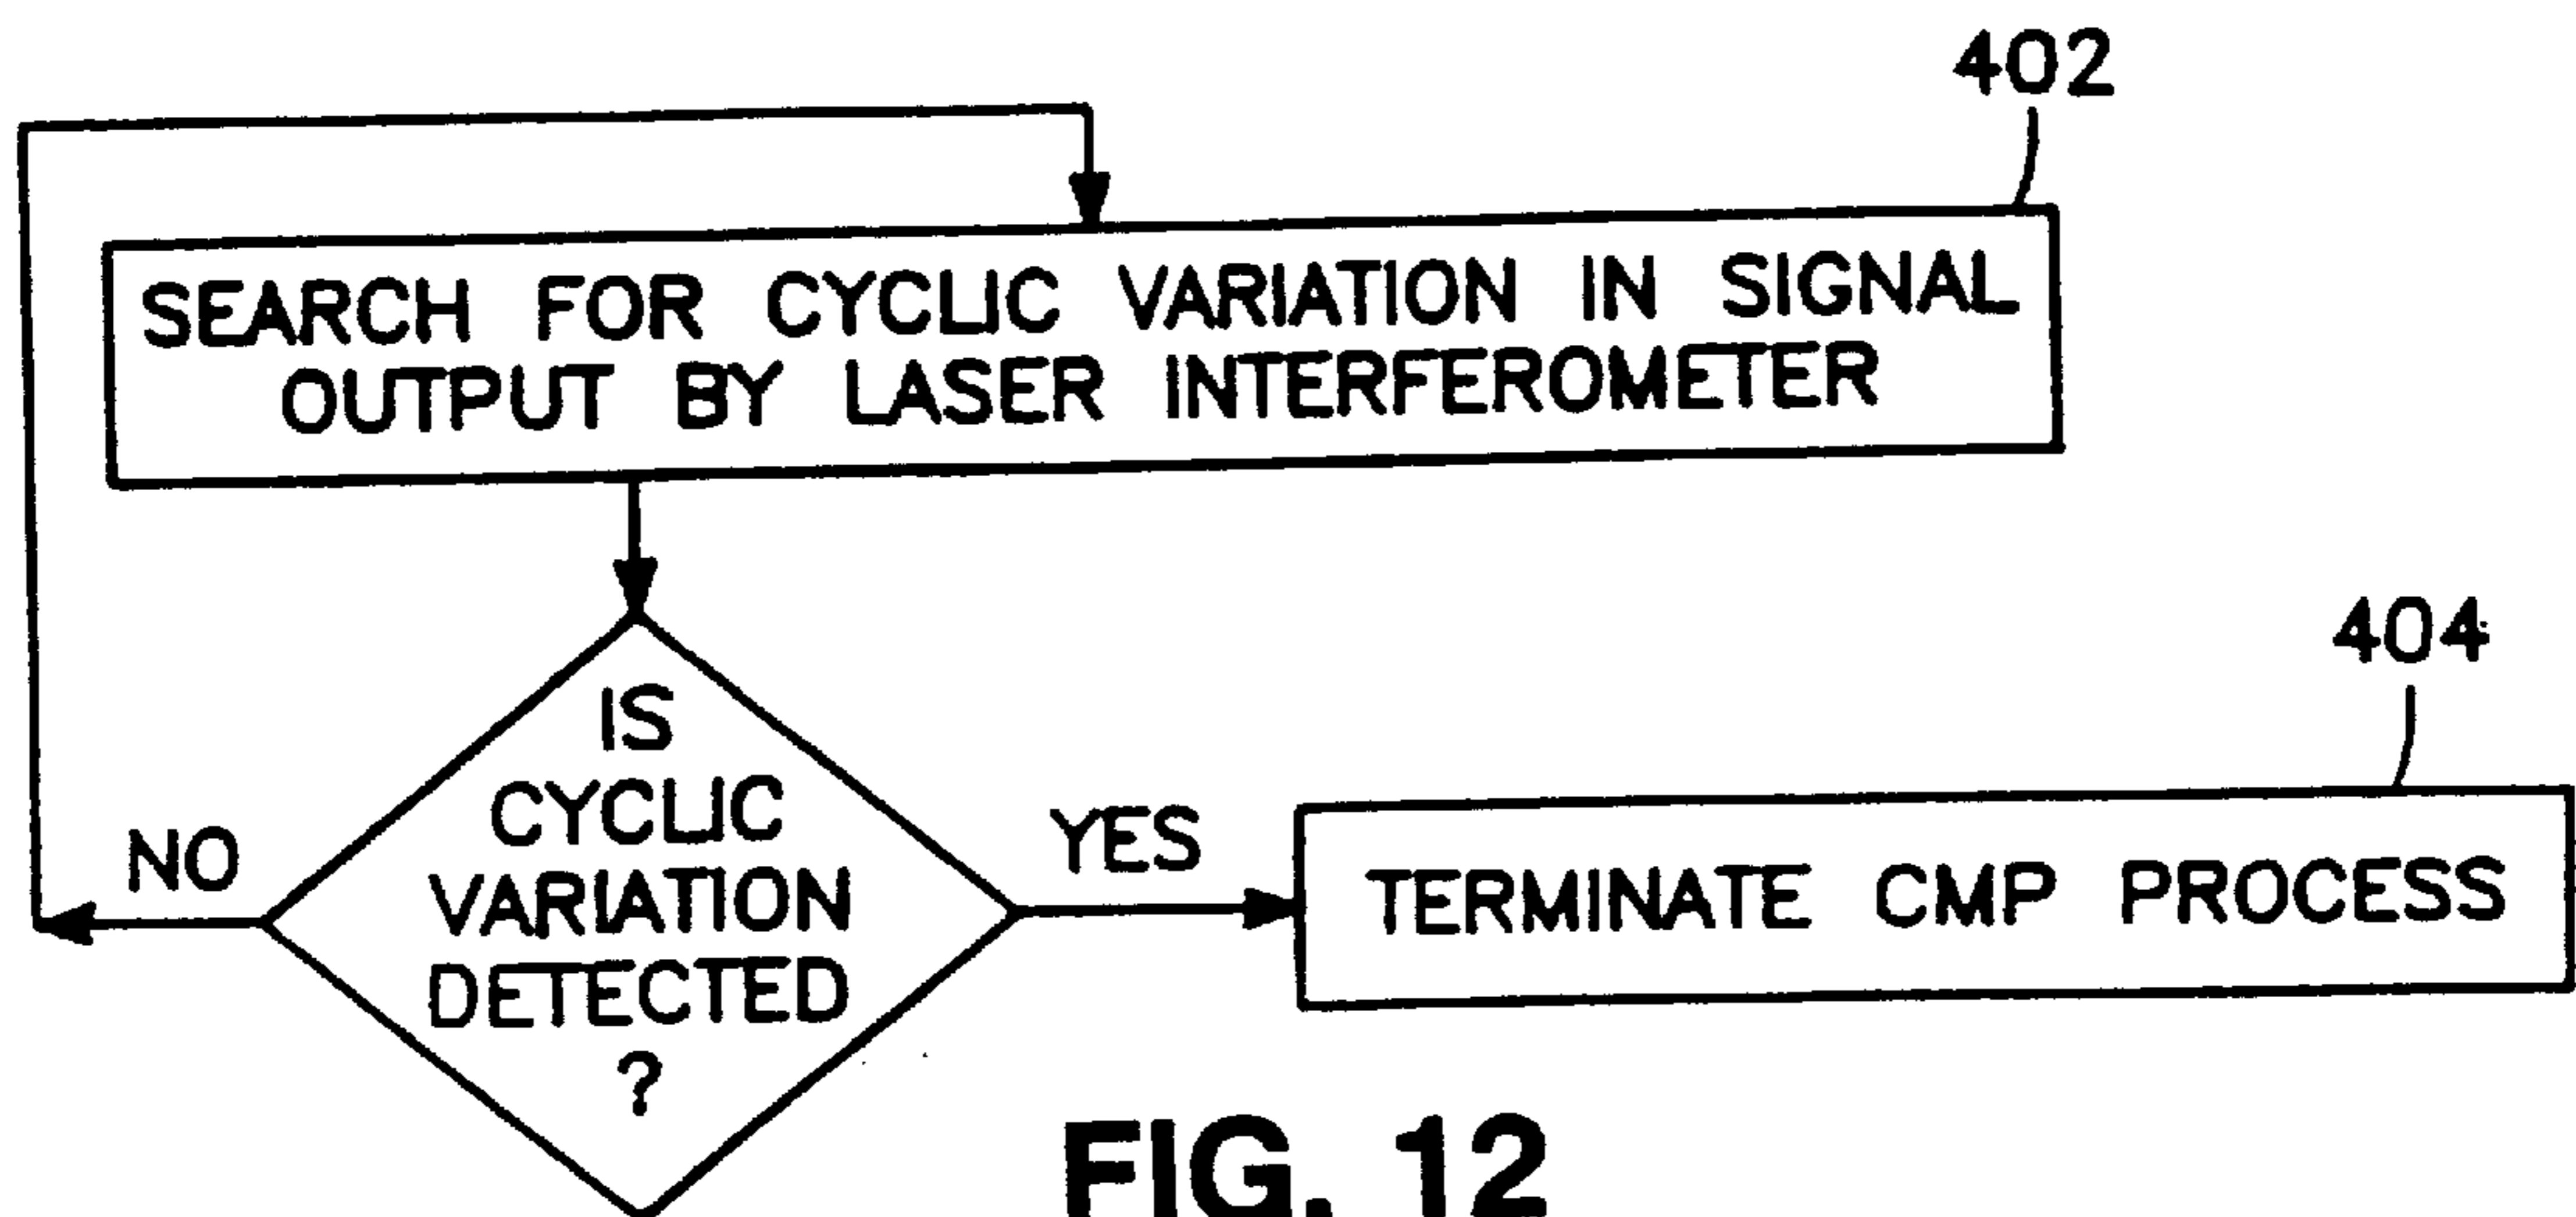 402
SEARCH FOR CYCLIC VARIATION IN SIGNAL
OUTPUT BY LASER INTERFEROMETER
IS
CYCLIC
VARIATION
DETECTED
?
NO
YES
404
TERMINATE CMP PROCESS
FIG. 12